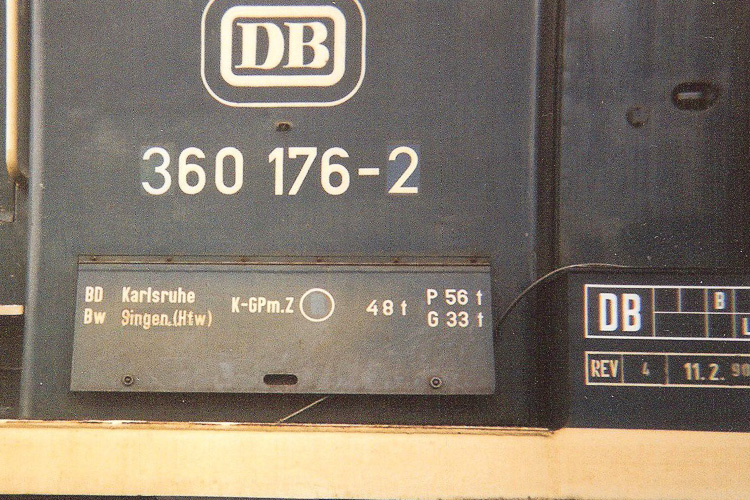 DB
360 176-2
BD Karlsruhe
Bw Singen (Htw)
K-GPm.Z
48 t
P 56 t
G 33 t
DB
B
L
REV 4 11.2.90